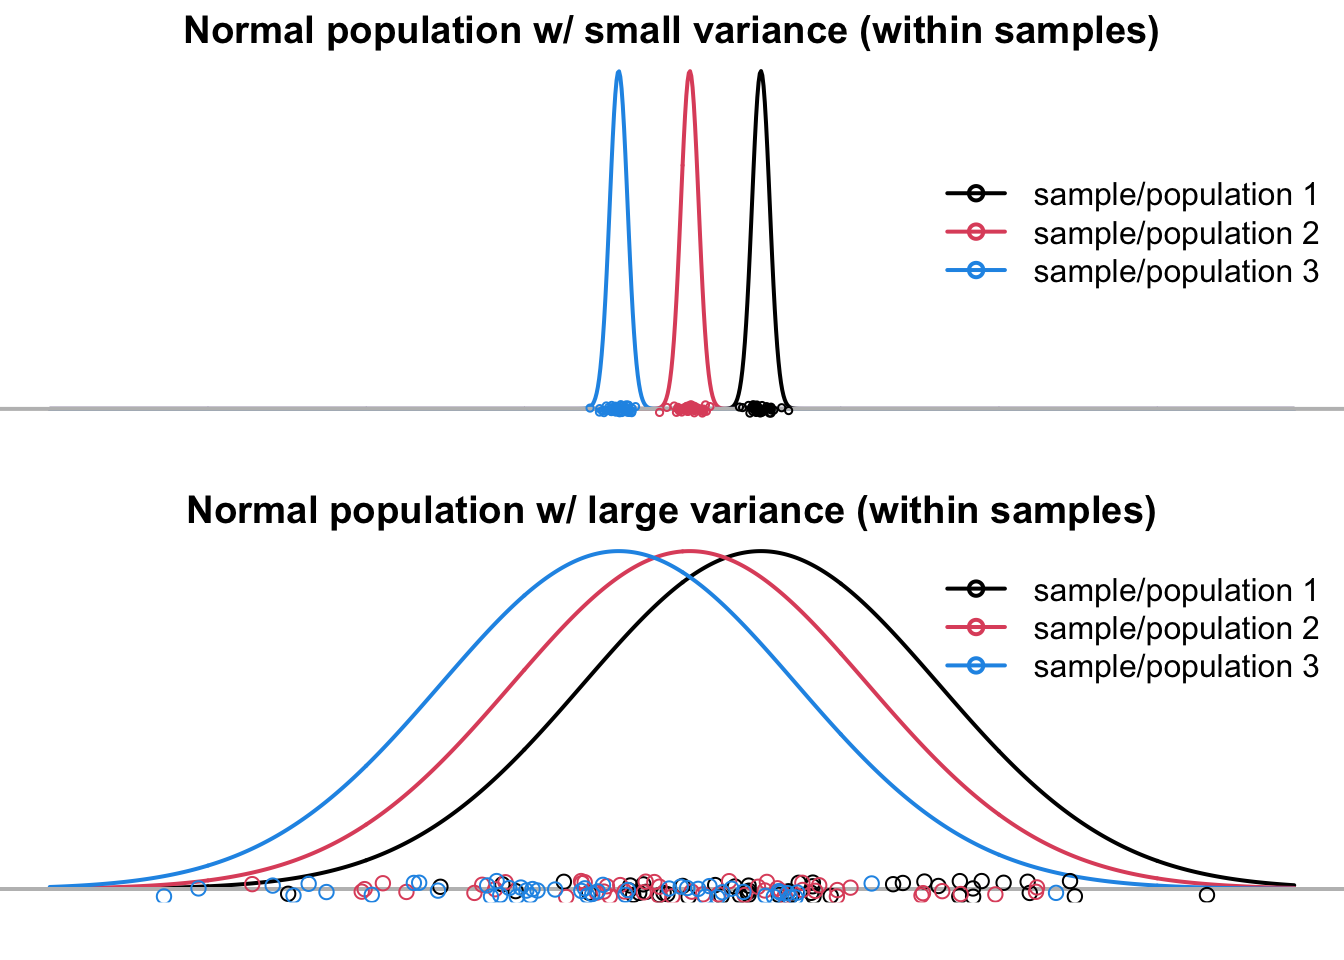 Normal population w/ small variance (within samples)
sample/population 1
sample/population 2
sample/population 3
Normal population w/ large variance (within samples)
sample/population 1
sample/population 2
sample/population 3